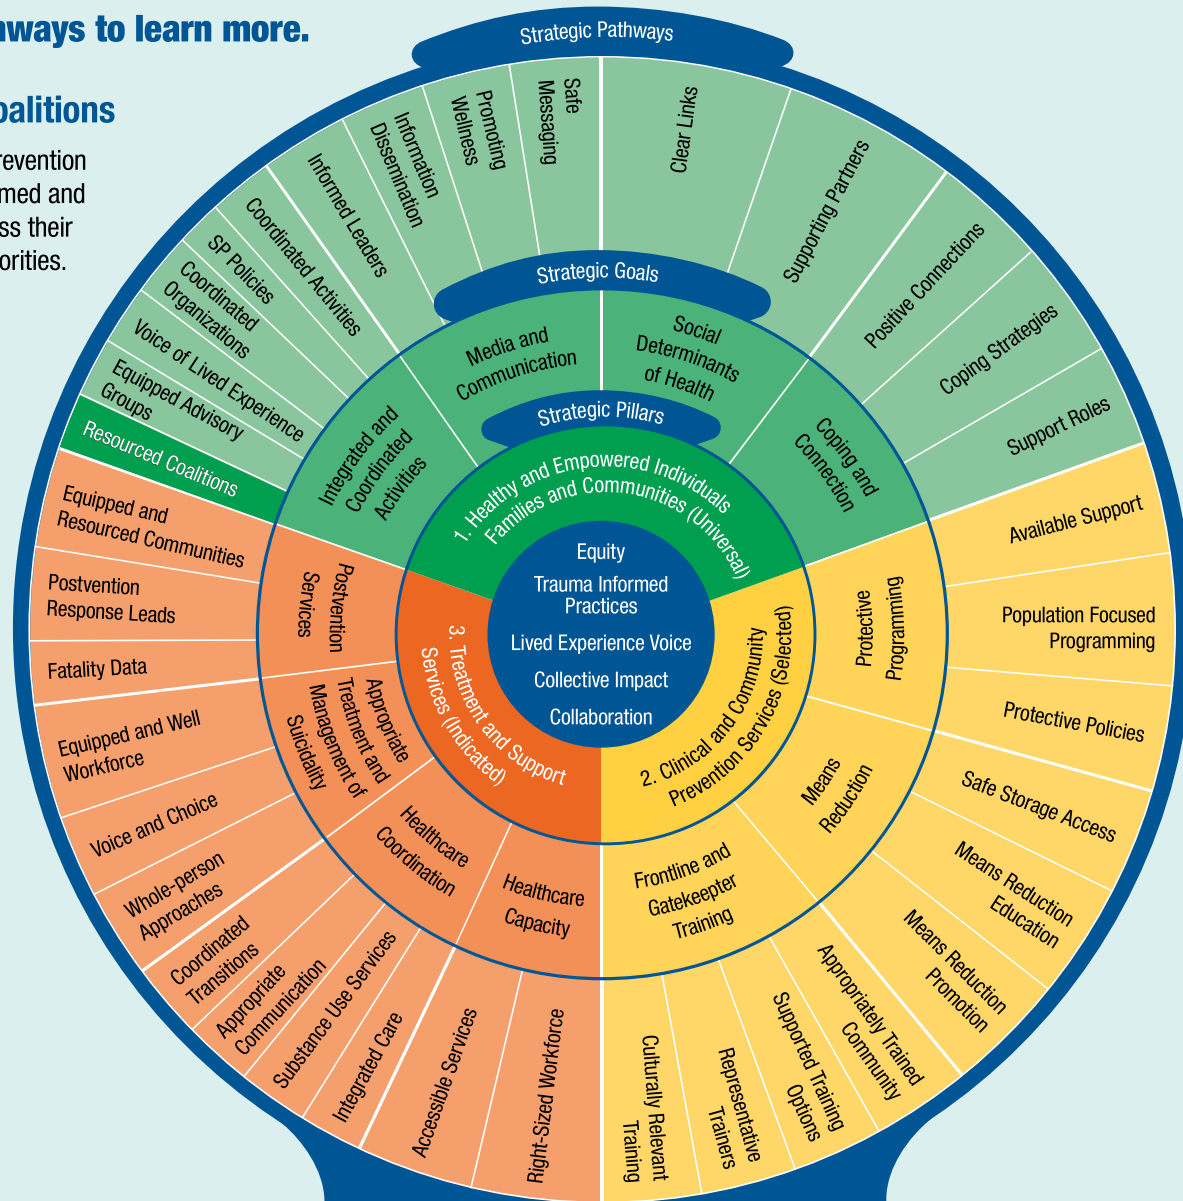 ways to learn more.
alitions
revention
med and
ss their
orities.
Strategic Pathways
Safe
Messaging
Promoting
Wellness
Information
Dissemination
Informed Leaders
Coordinated Activities
SP Policies
Coordinated
Organizations
Voice of Lived Experience
Equipped Advisory
Groups
Resourced Coalitions
Clear Links
Supporting Partners
Positive Connections
Coping Strategies
Support Roles
Available Support
Population Focused
Programming
Protective Policies
Safe Storage Access
Means Reduction
Education
Means Reduction
Promotion
Appropriately Trained
Community
Supported Training
Options
Representative
Trainers
Culturally Relevant
Training
Right-Sized Workforce
Accessible Services
Integrated Care
Substance Use Services
Appropriate
Communication
Coordinated
Transitions
Whole-person
Approaches
Voice and Choice
Equipped and Well
Workforce
Fatality Data
Postvention
Response Leads
Equipped and
Resourced Communities
Strategic Goals
Media and
Communication
Social
Determinants
of Health
Coping and
Connection
Protective
Programming
Means
Reduction
Frontline and
Gatekeeper
Training
Healthcare
Capacity
Healthcare
Coordination
Appropriate
Treatment and
Management of
Suicidality
Postvention
Services
Integrated and
Coordinated
Activities
Strategic Pillars
1. Healthy and Empowered Individuals
Families and Communities (Universal)
2. Clinical and Community
Prevention Services (Selected)
3. Treatment and Support
Services (Indicated)
Equity
Trauma Informed
Practices
Lived Experience Voice
Collective Impact
Collaboration